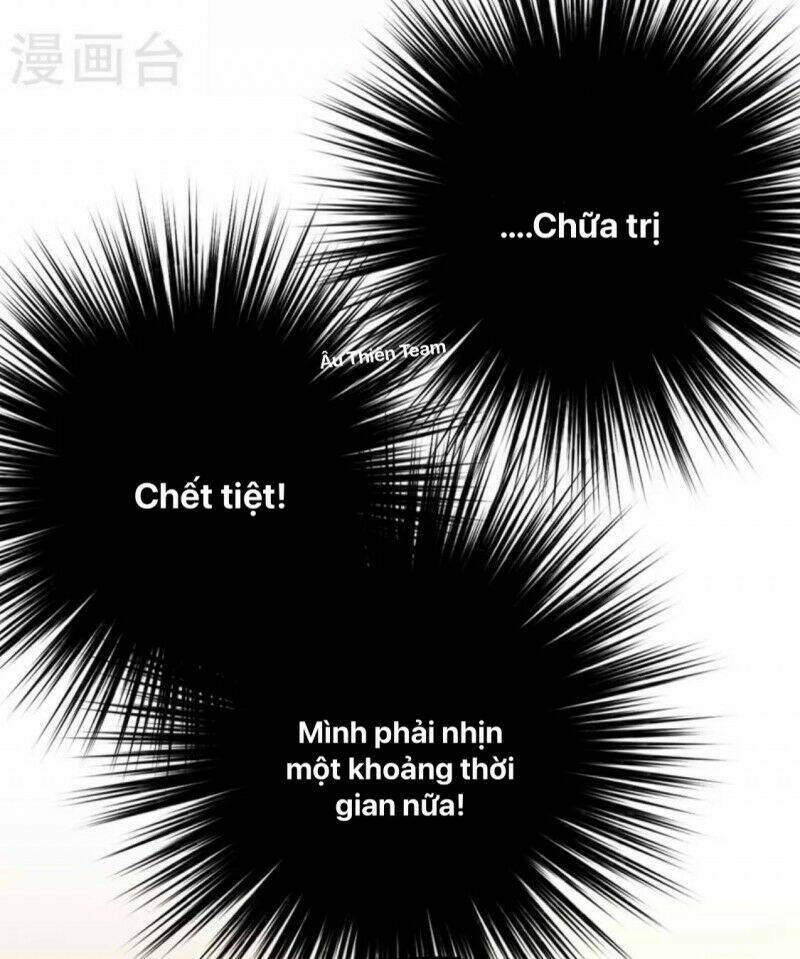 漫画台
....Chữa trị
Âu Thiên Team
Chết tiệt!
Mình phải nhịn
một khoảng thời
gian nữa!